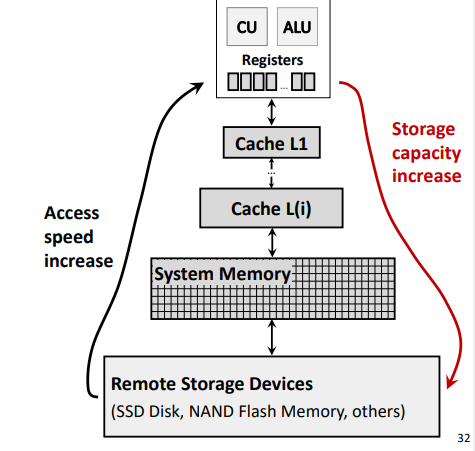 CU ALU
Registers
...
Cache L1
...
Cache L(i)
System Memory
Remote Storage Devices
(SSD Disk, NAND Flash Memory, others)
Access
speed
increase
Storage
capacity
increase
32